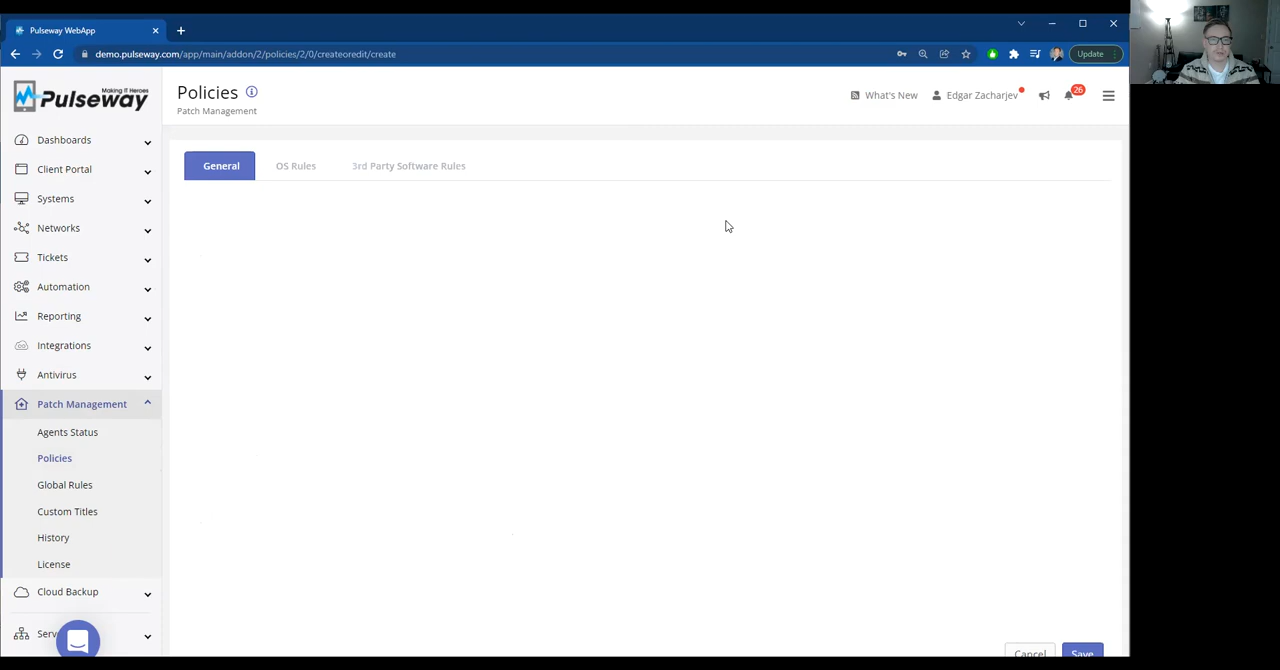 Pulseway WebApp
demo.pulseway.com/app/main/addon/2/policies/2/0/createoredit/create
Update
Making IT Heroes
Pulseway
Policies
Patch Management
What's New
Edgar Zacharjev
26
Dashboards
Client Portal
Systems
Networks
Tickets
Automation
Reporting
Integrations
Antivirus
Patch Management
Agents Status
Policies
Global Rules
Custom Titles
History
License
Cloud Backup
General
OS Rules
3rd Party Software Rules
Cancel
Save